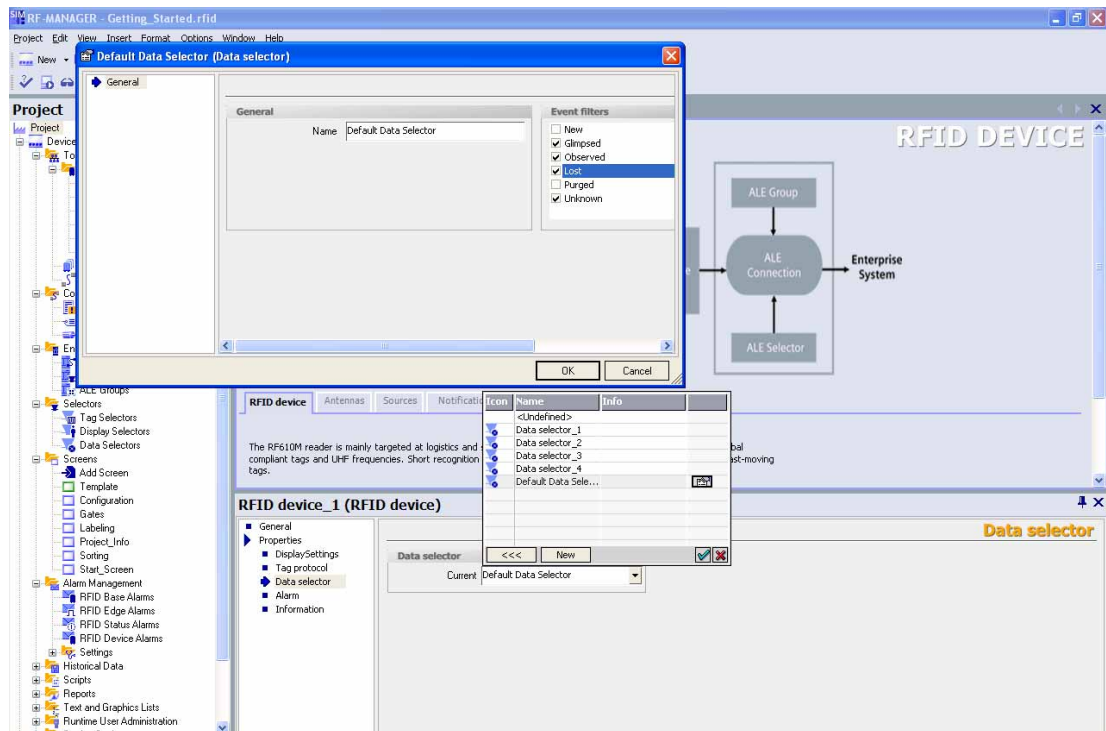 RF-MANAGER - Getting_Started.rfid
Project Edit View Insert Format Options Window Help
New
Default Data Selector (Data selector)
General
General
Name Default Data Selector
Event filters
New
Glimpsed
Observed
Lost
Purged
Unknown
OK Cancel
Project
Project
Device
To
Co
En
ALE Groups
Selectors
Tag Selectors
Display Selectors
Data Selectors
Screens
Add Screen
Template
Configuration
Gates
Labeling
Project_Info
Sorting
Start_Screen
Alarm Management
RFID Base Alarms
RFID Edge Alarms
RFID Status Alarms
RFID Device Alarms
Settings
Historical Data
Scripts
Reports
Text and Graphics Lists
Runtime User Administration
RFID DEVICE
ALE Group
ALE
Connection
Enterprise
System
ALE Selector
RFID device Antennas Sources Notificatio
The RF610M reader is mainly targeted at logistics and
compliant tags and UHF frequencies. Short recognition
tags.
bal
ast-moving
Icon Name Info
<Undefined>
Data selector_1
Data selector_2
Data selector_3
Data selector_4
Default Data Sele...
<<< New
RFID device_1 (RFID device)
General
Properties
DisplaySettings
Tag protocol
Data selector
Alarm
Information
Data selector
Data selector
Current Default Data Selector